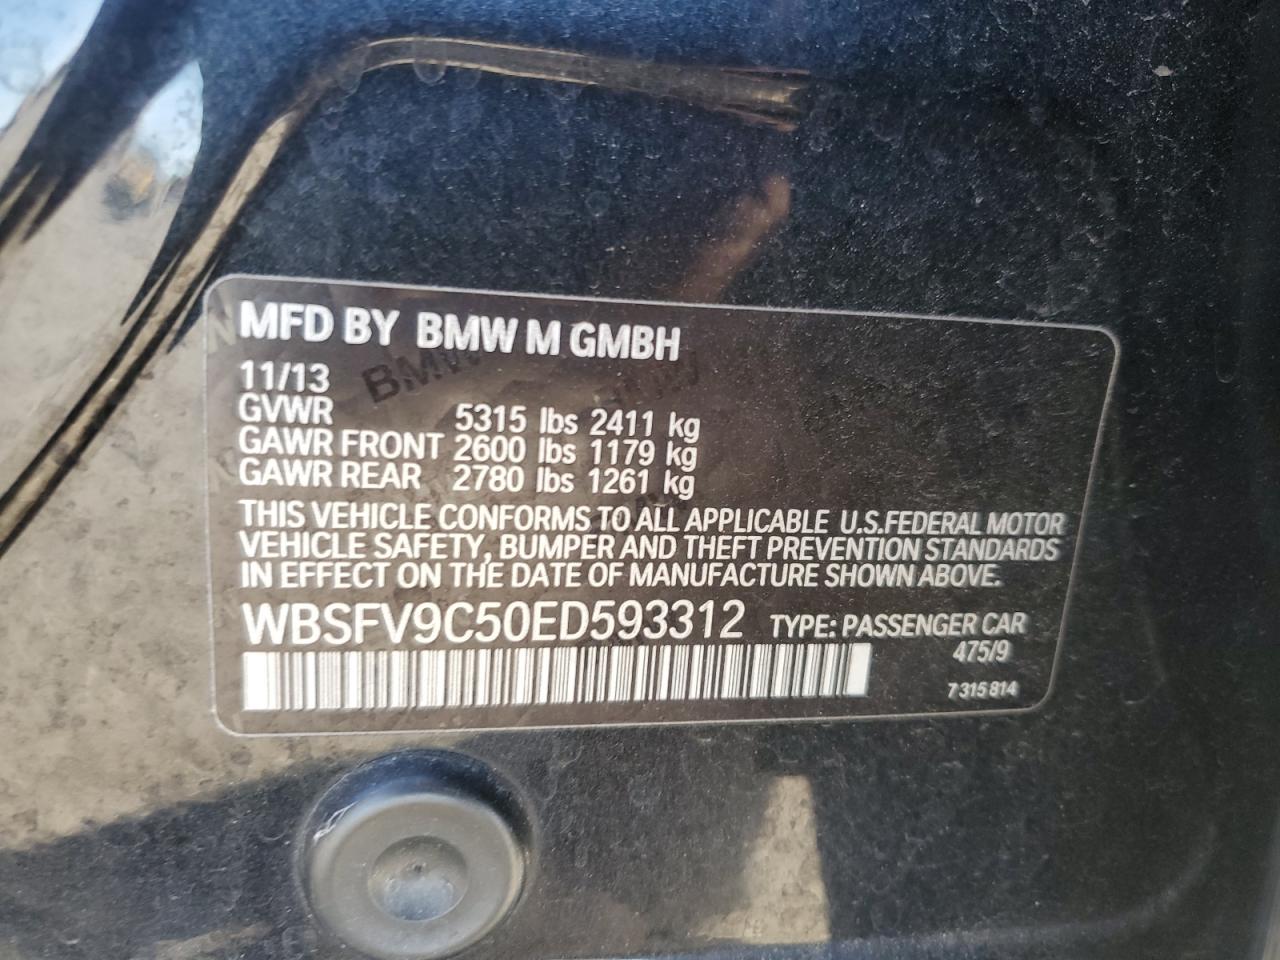 MFD BY BMW M GMBH
11/13
GVWR 5315 lbs 2411 kg
GAWR FRONT 2600 lbs 1179 kg
GAWR REAR 2780 lbs 1261 kg
THIS VEHICLE CONFORMS TO ALL APPLICABLE U.S.FEDERAL MOTOR
VEHICLE SAFETY, BUMPER AND THEFT PREVENTION STANDARDS
IN EFFECT ON THE DATE OF MANUFACTURE SHOWN ABOVE.
WBSFV9C50ED593312 TYPE: PASSENGER CAR
475/9
7 315 814